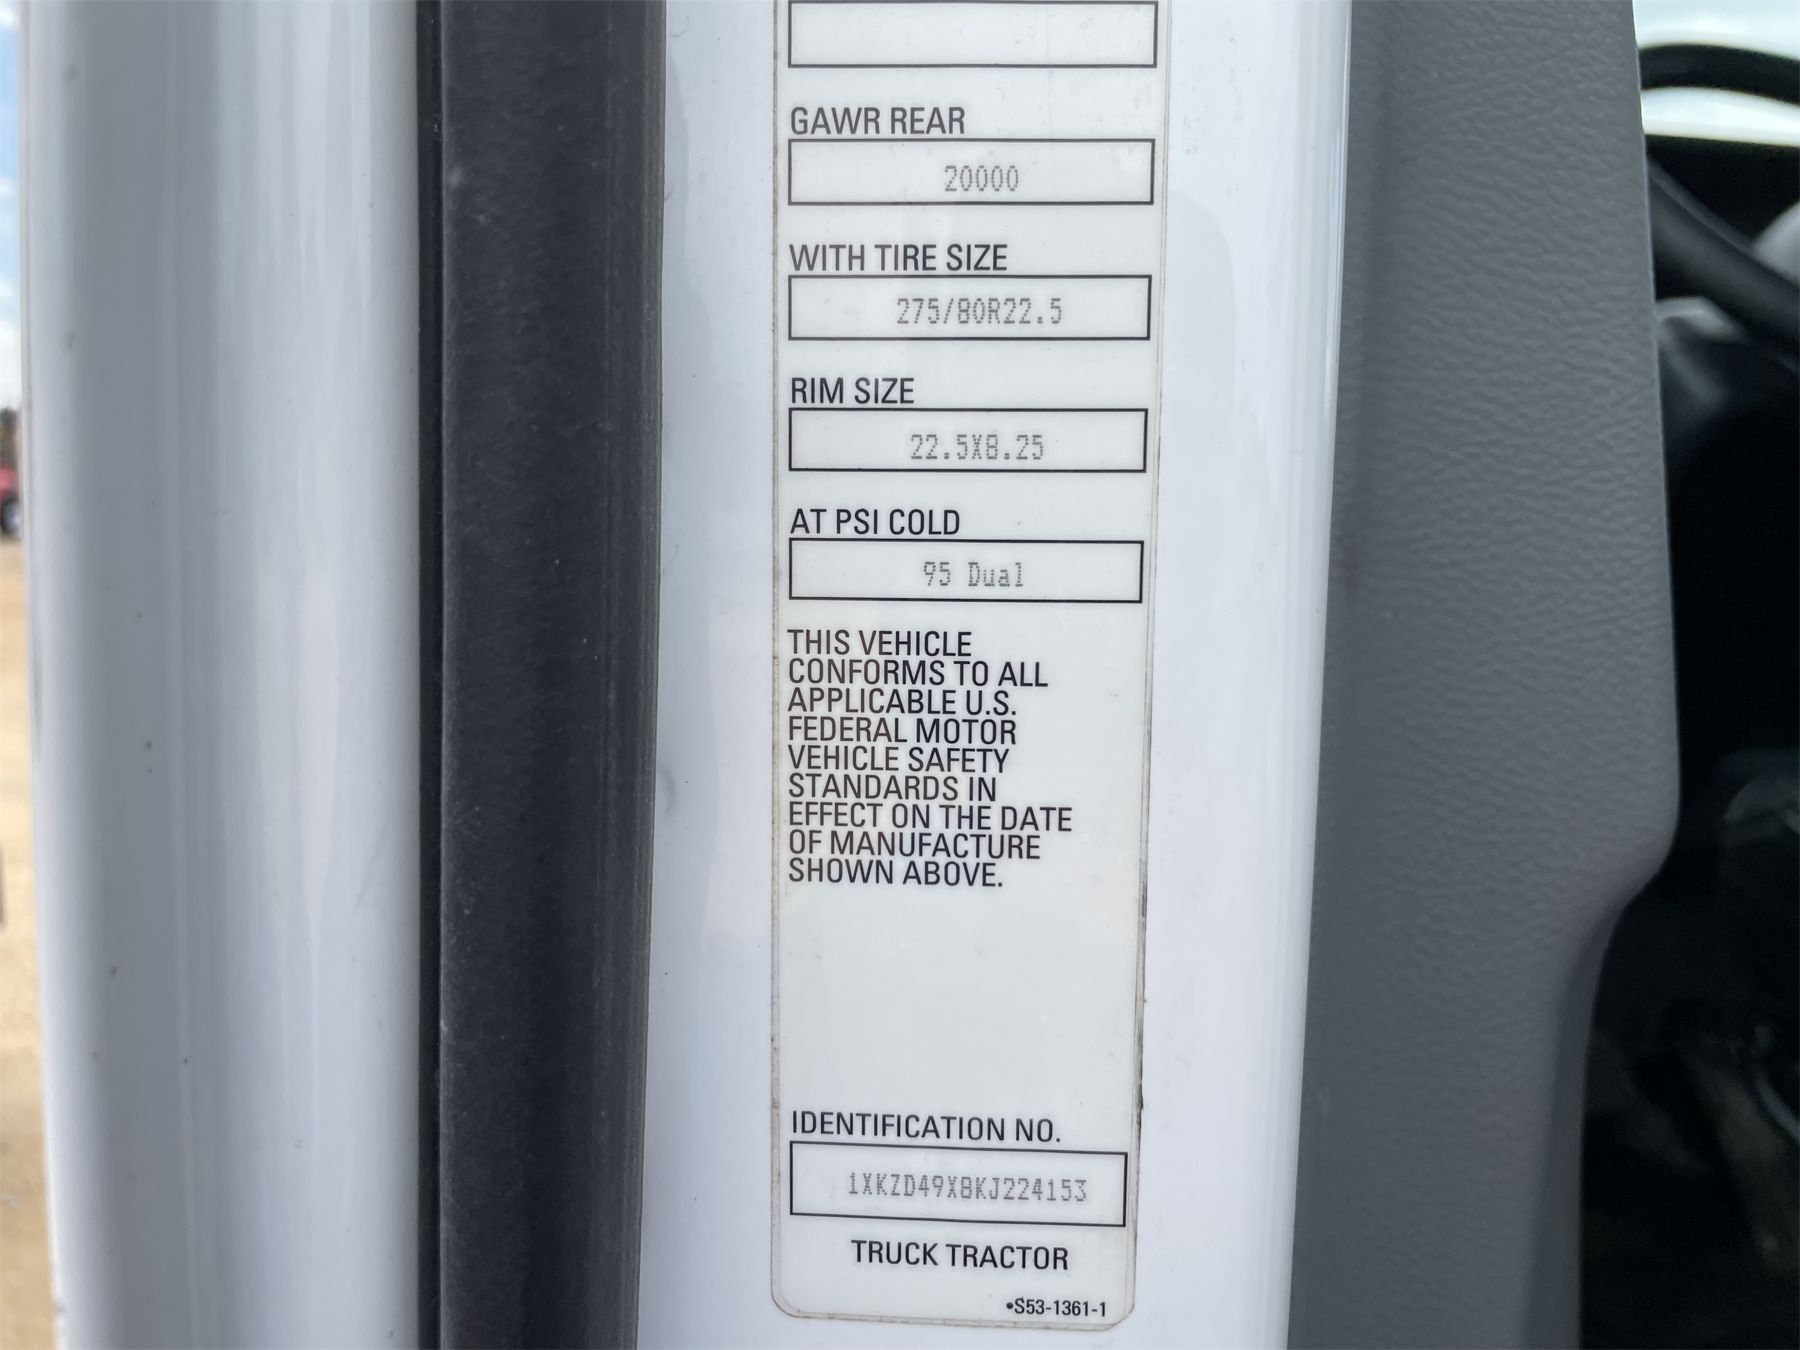 GAWR REAR
20000
WITH TIRE SIZE
275/80R22.5
RIM SIZE
22.5X8.25
AT PSI COLD
95 Dual
THIS VEHICLE
CONFORMS TO ALL
APPLICABLE U.S.
FEDERAL MOTOR
VEHICLE SAFETY
STANDARDS IN
EFFECT ON THE DATE
OF MANUFACTURE
SHOWN ABOVE.
IDENTIFICATION NO.
1XKZD49X8KJ224153
TRUCK TRACTOR
•S53-1361-1